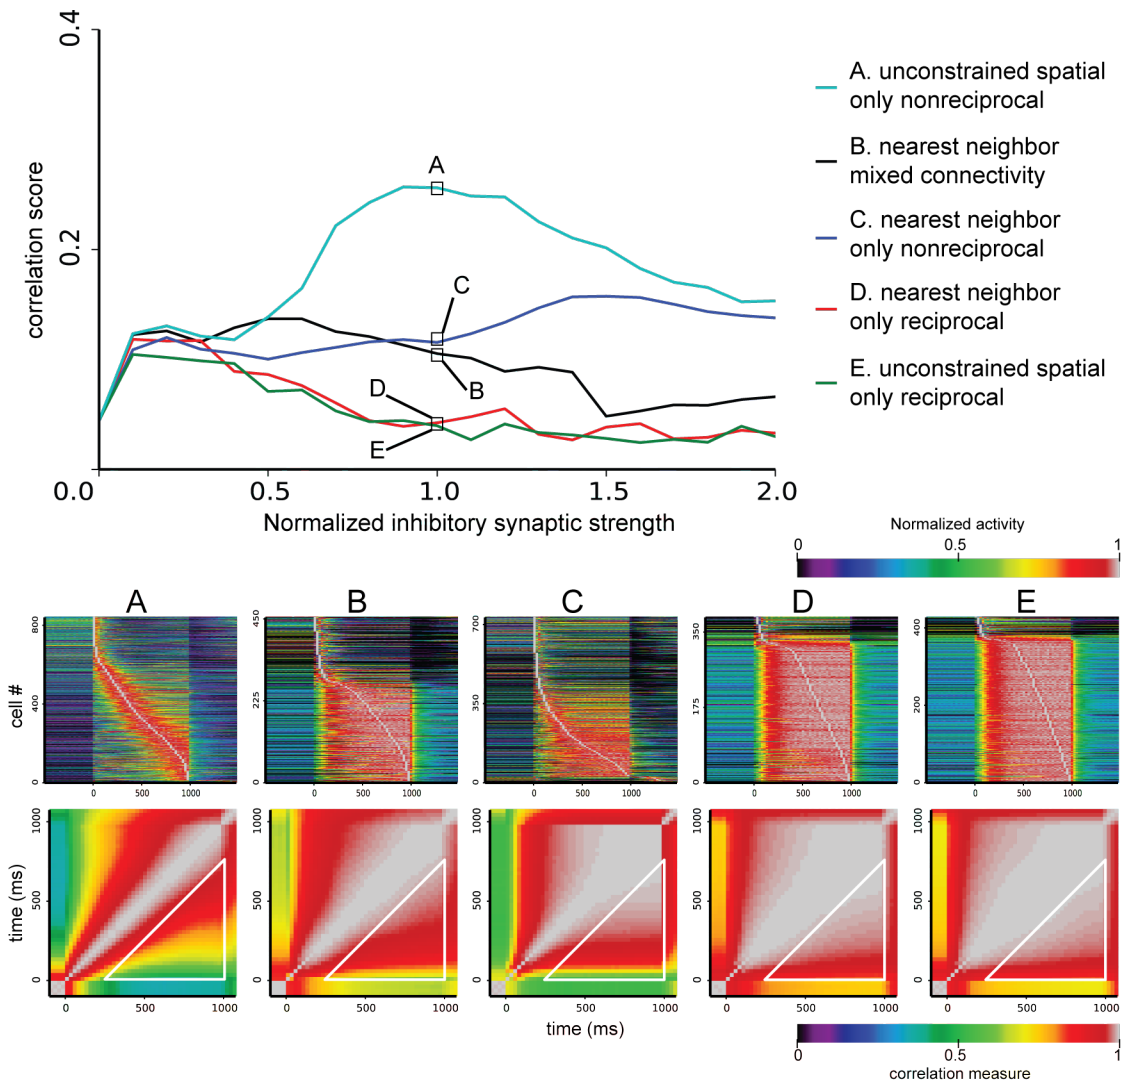 0.4
0.2
correlation score
A
C
B
D
E
0.0
0.5
1.0
1.5
2.0
Normalized inhibitory synaptic strength
A. unconstrained spatial
only nonreciprocal
B. nearest neighbor
mixed connectivity
C. nearest neighbor
only nonreciprocal
D. nearest neighbor
only reciprocal
E. unconstrained spatial
only reciprocal
Normalized activity
0
0.5
1
A
B
C
D
E
cell #
800
400
0
0 500 1000
450
225
0
0 500 1000
700
350
0
0 500 1000
350
175
0
0 500 1000
400
200
0
0 500 1000
time (ms)
1000
500
0
0 500 1000
1000
500
0
0 500 1000
1000
500
0
0 500 1000
1000
500
0
0 500 1000
1000
500
0
0 500 1000
time (ms)
0
0.5
1
correlation measure